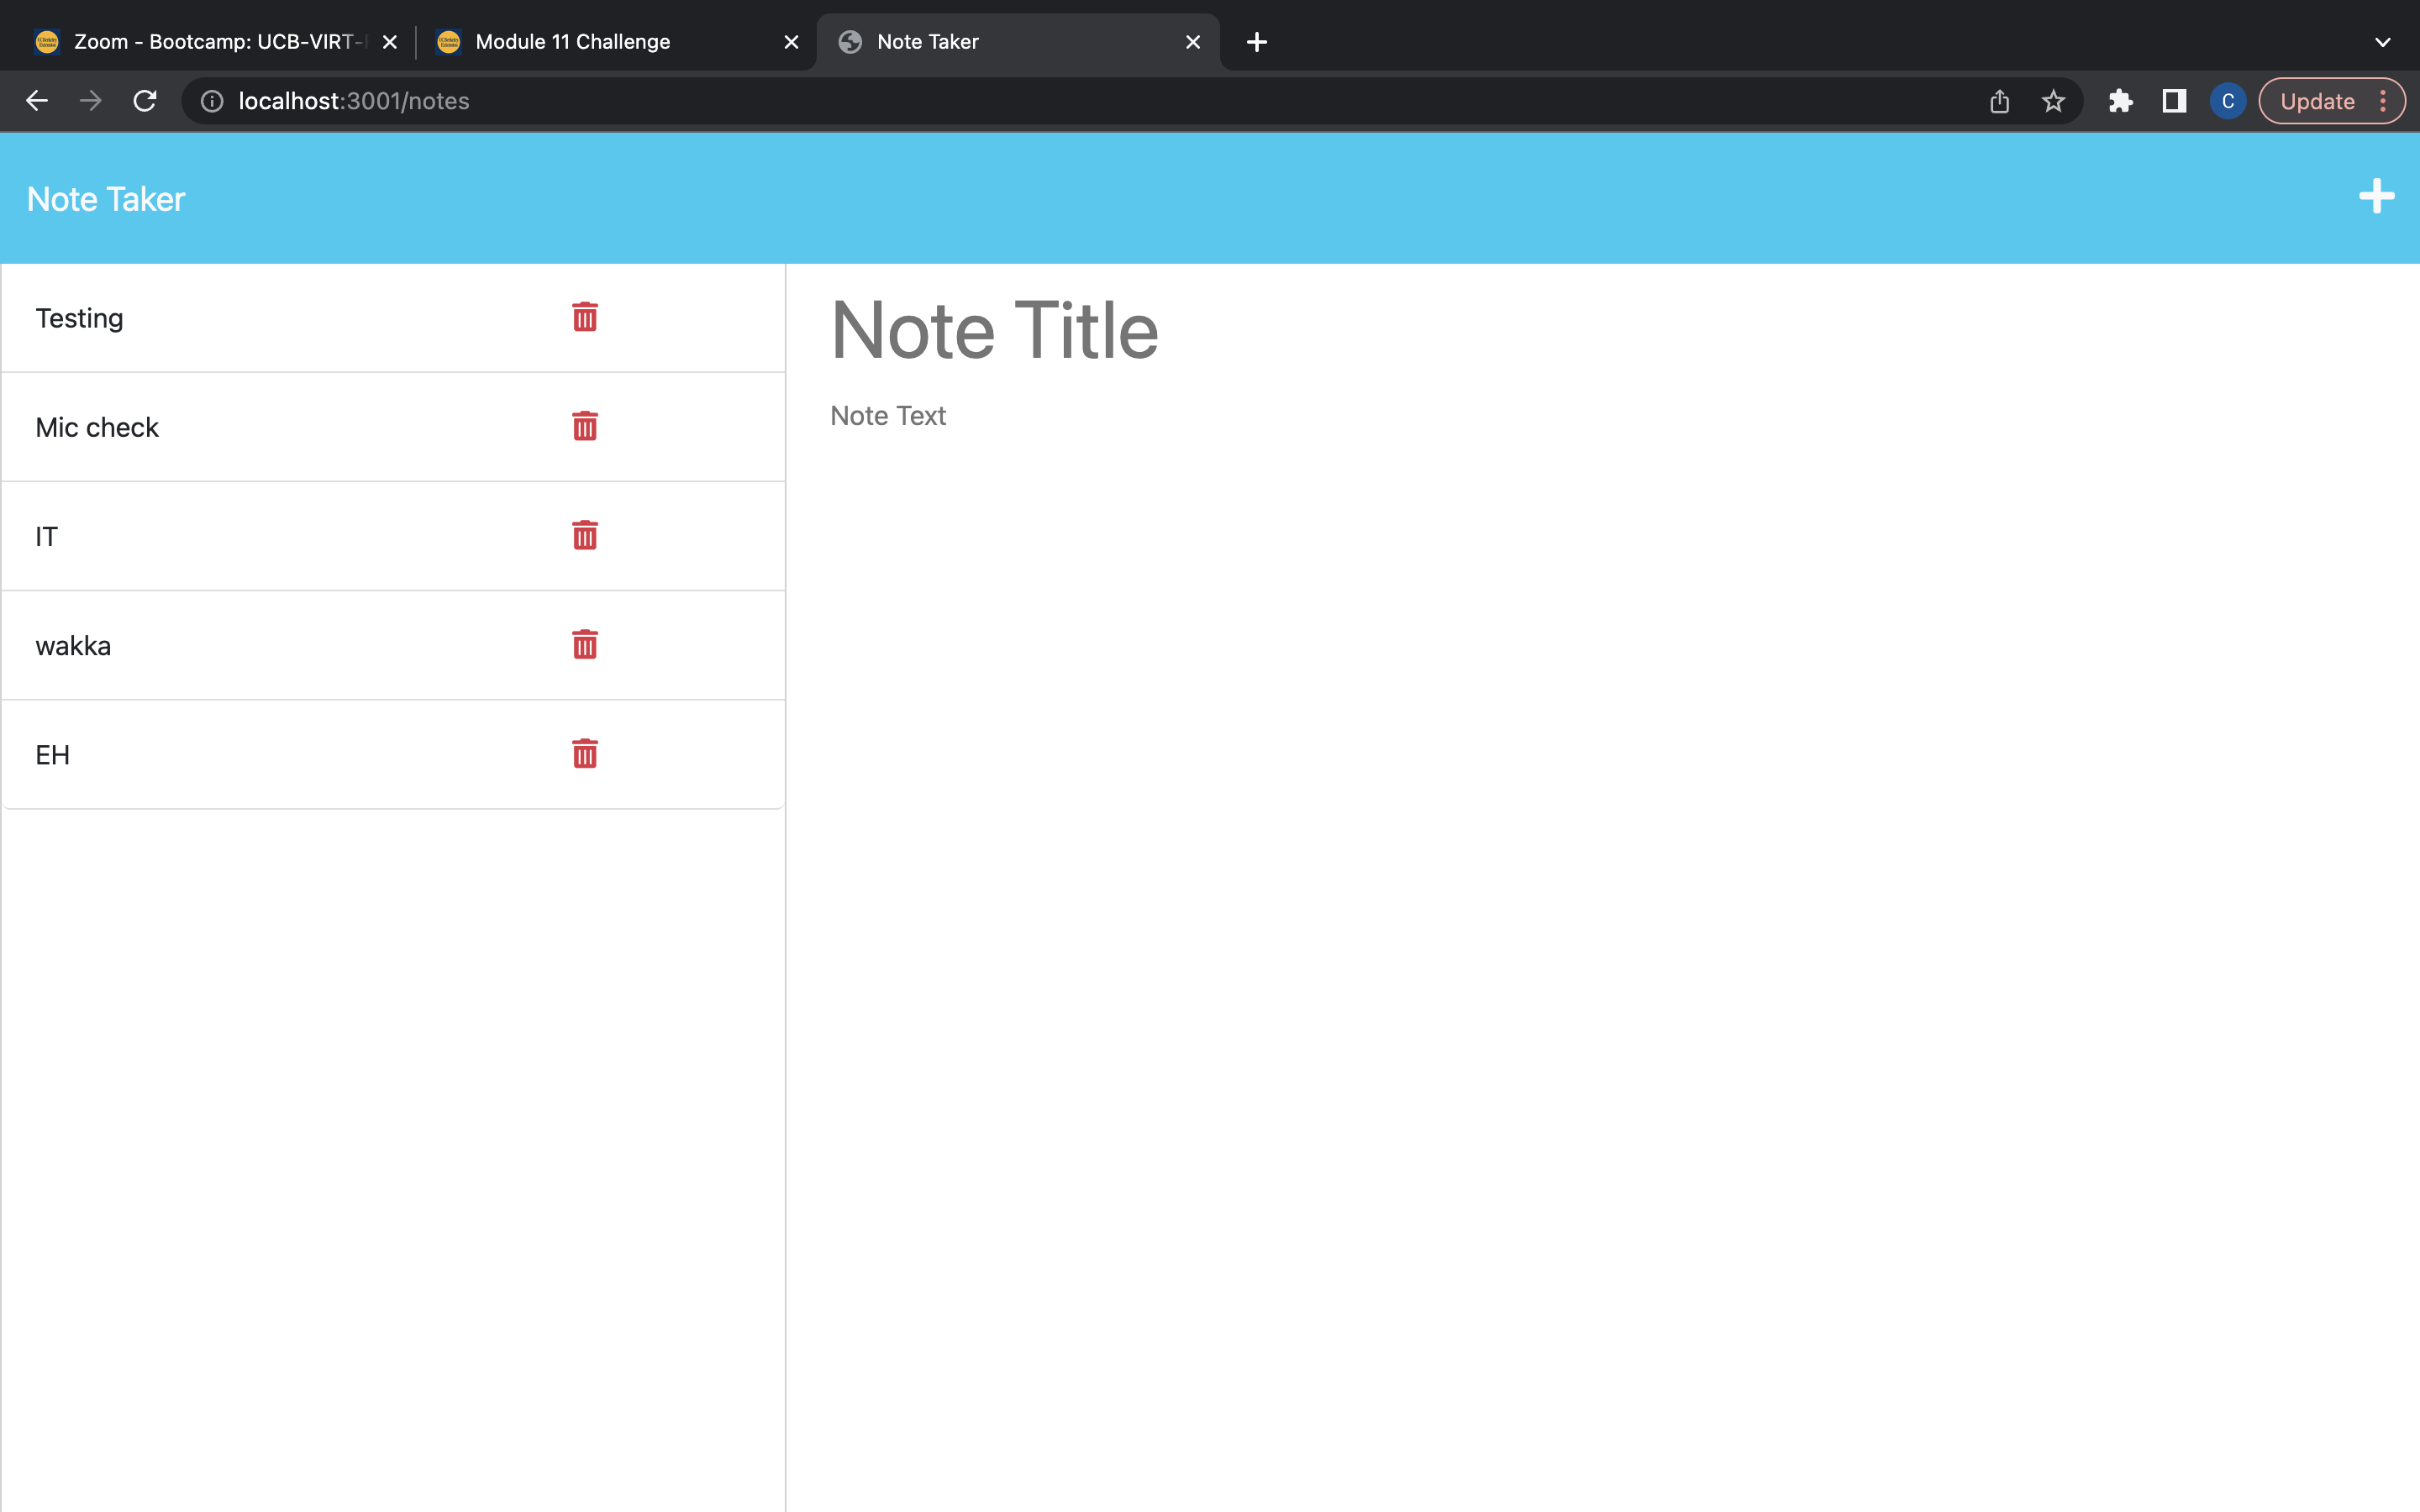 Zoom - Bootcamp: UCB-VIRT-
Module 11 Challenge
Note Taker
localhost:3001/notes
C
Update
Note Taker
Testing
Mic check
IT
wakka
EH
Note Title
Note Text